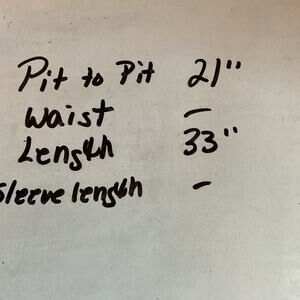 Pit to Pit 21"
Waist –
Length 33"
Sleeve length –